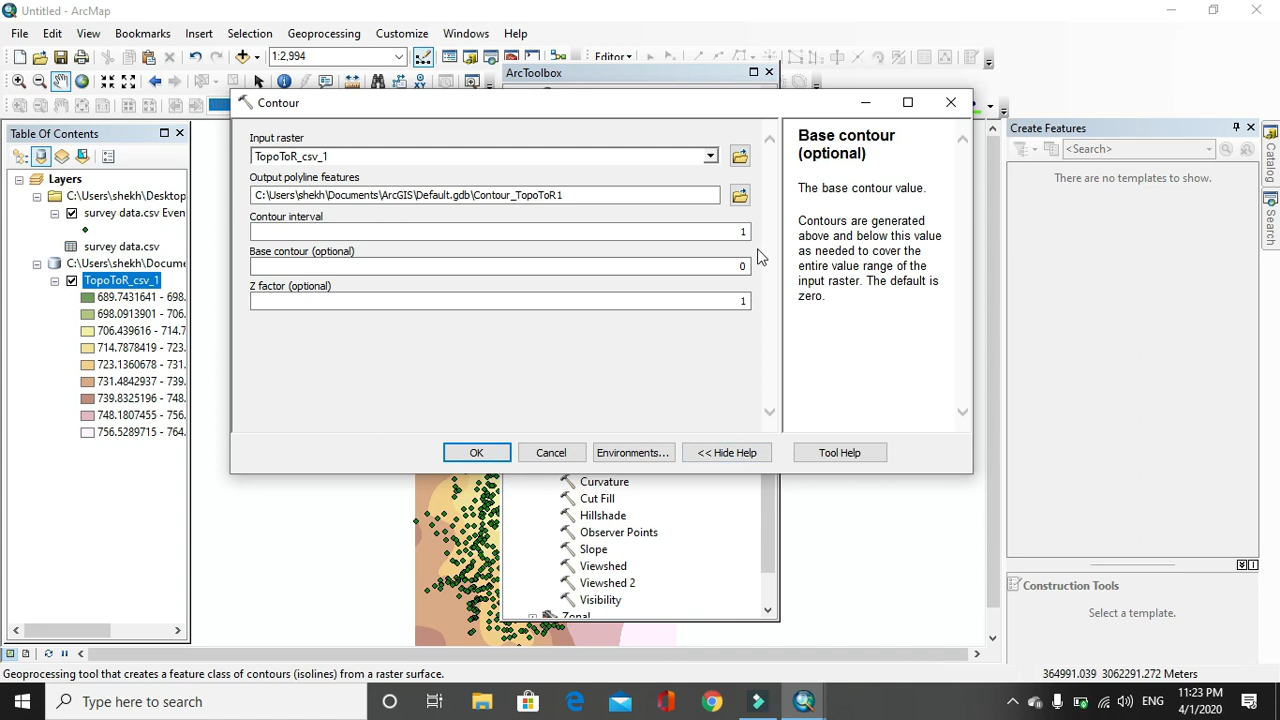 Untitled - ArcMap
File Edit View Bookmarks Insert Selection Geoprocessing Customize Windows Help
1:2,994
Editor
ArcToolbox
Contour
Input raster
TopoToR_csv_1
Output polyline features
C:\Users\shekh\Documents\ArcGIS\Default.gdb\Contour_TopoToR1
Contour interval
1
Base contour (optional)
0
Z factor (optional)
1
OK
Cancel
Environments...
<< Hide Help
Tool Help
Base contour
(optional)
The base contour value.
Contours are generated
above and below this value
as needed to cover the
entire value range of the
input raster. The default is
zero.
Table Of Contents
Layers
C:\Users\shekh\Desktop
survey data.csv Even
survey data.csv
C:\Users\shekh\Docume
TopoToR_csv_1
689.7431641 - 698.
698.0913901 - 706.
706.439616 - 714.7
714.7878419 - 723.
723.1360678 - 731.
731.4842937 - 739.
739.8325196 - 748.
748.1807455 - 756.
756.5289715 - 764.
Curvature
Cut Fill
Hillshade
Observer Points
Slope
Viewshed
Viewshed 2
Visibility
Zonal
Create Features
<Search>
There are no templates to show.
Construction Tools
Select a template.
Catalog
Search
Geoprocessing tool that creates a feature class of contours (isolines) from a raster surface.
364991.039 3062291.272 Meters
Type here to search
ENG
11:23 PM
4/1/2020